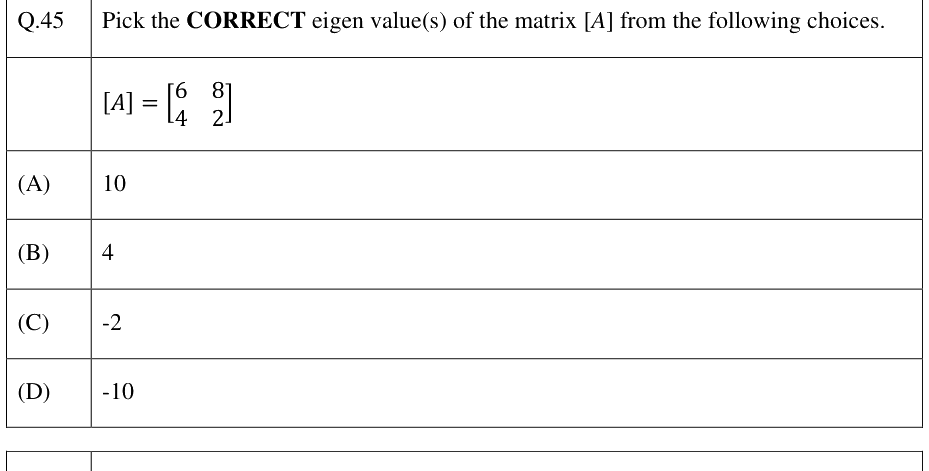 Q.45 Pick the CORRECT eigen value(s) of the matrix [A] from the following choices.
[A] = [6 8
4 2]
(A) 10
(B) 4
(C) -2
(D) -10